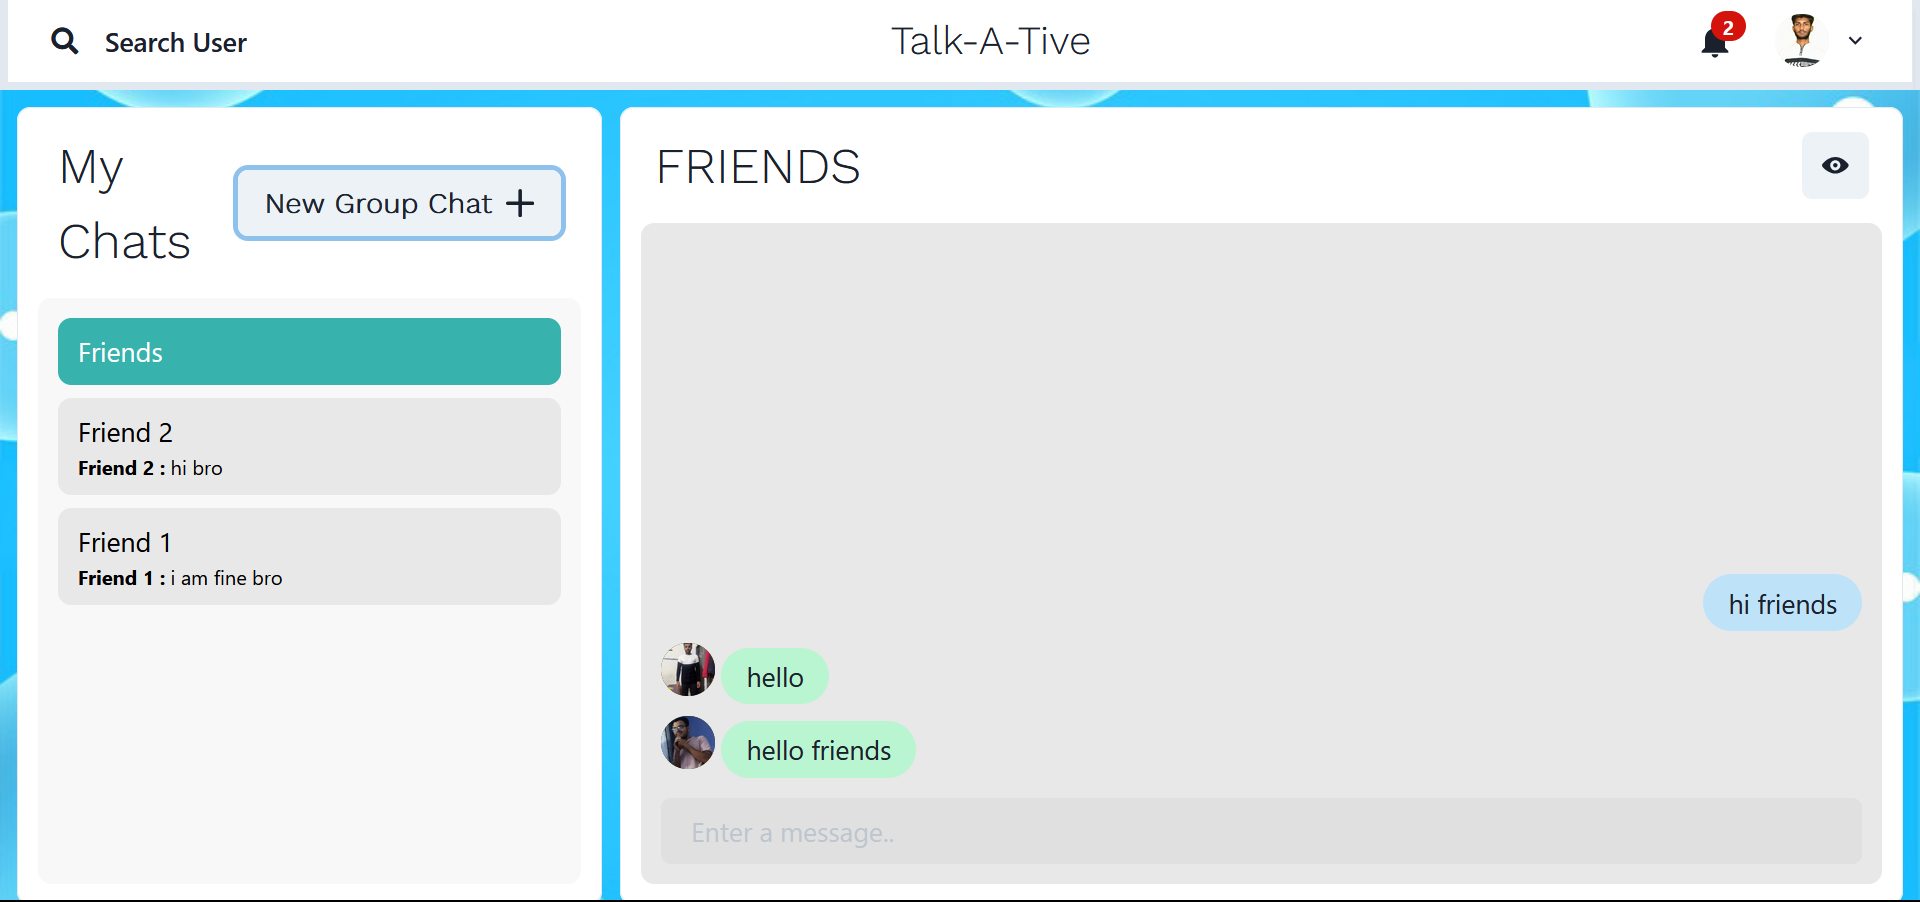 Search User
Talk-A-Tive
2
My
Chats
New Group Chat
Friends
Friend 2
Friend 2 : hi bro
Friend 1
Friend 1 : i am fine bro
FRIENDS
hi friends
hello
hello friends
Enter a message..